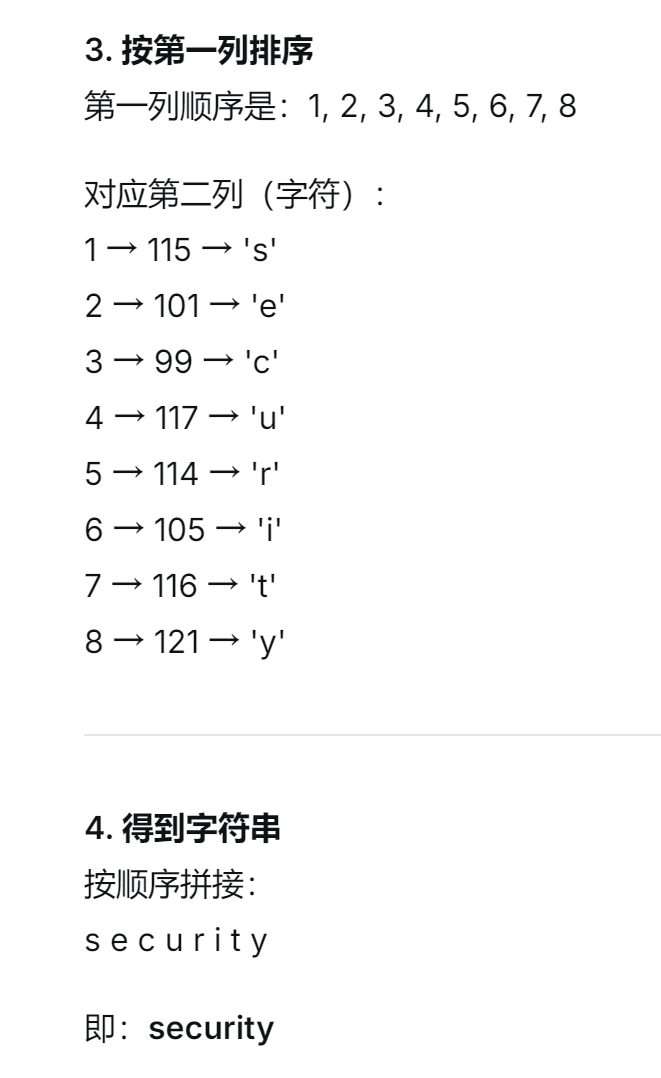 3. 按第一列排序
第一列顺序是：1, 2, 3, 4, 5, 6, 7, 8
对应第二列（字符）：
1 → 115 → 's'
2 → 101 → 'e'
3 → 99 → 'c'
4 → 117 → 'u'
5 → 114 → 'r'
6 → 105 → 'i'
7 → 116 → 't'
8 → 121 → 'y'
4. 得到字符串
按顺序拼接：
s e c u r i t y
即：security